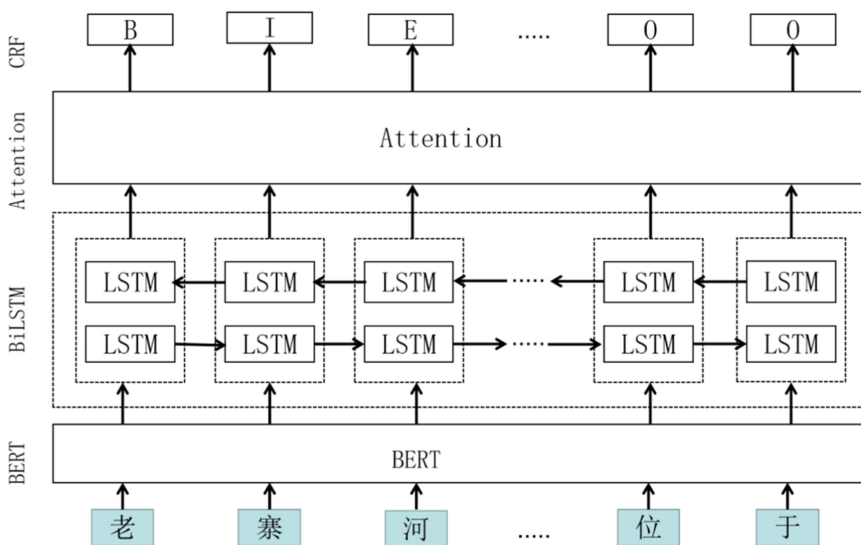 CRF
B I E ..... O O
Attention
Attention
BiLSTM
LSTM LSTM LSTM ..... LSTM LSTM
LSTM LSTM LSTM ..... LSTM LSTM
BERT
BERT
老 寨 河 ..... 位 于